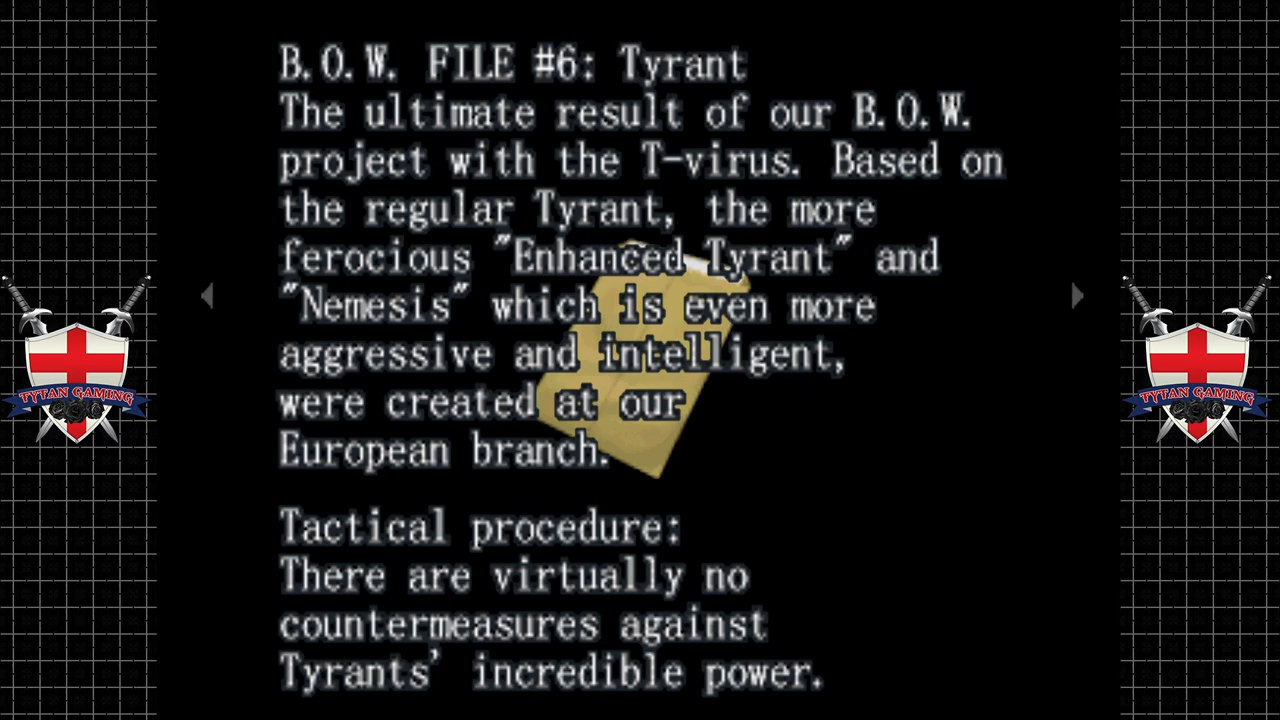 B.O.W. FILE #6: Tyrant
The ultimate result of our B.O.W.
project with the T-virus. Based on
the regular Tyrant, the more
ferocious "Enhanced Tyrant" and
"Nemesis" which is even more
aggressive and intelligent,
were created at our
European branch.
Tactical procedure:
There are virtually no
countermeasures against
Tyrants' incredible power.
TYTAN GAMING
TYTAN GAMING